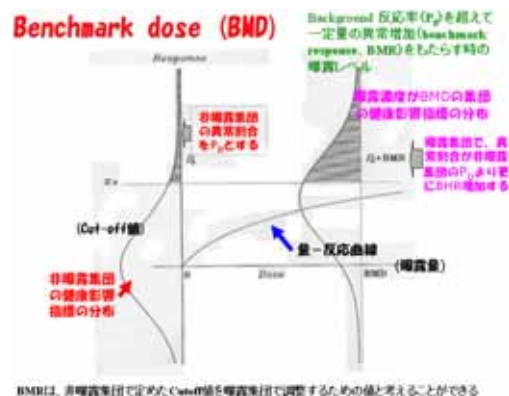 Benchmark dose (BMD)
Background 反応率(P0)を超えて
一定量の異常増加(benchmark
response、BMR)をもたらす時の
曝露レベル
Response
曝露濃度がBMDの集団
の健康影響指標の分布
非曝露集団
の異常割合
をP0とする
P0
P0+BMR
曝露集団で、異
常割合が非曝露
集団のP0より更
にBMR増加する
(Cut-off値)
量-反応曲線
0
Dose
BMD
(曝露量)
非曝露集団
の健康影響
指標の分布
BMRは、非曝露集団で定めたCutoff値を曝露集団で調整するための値と考えることができる